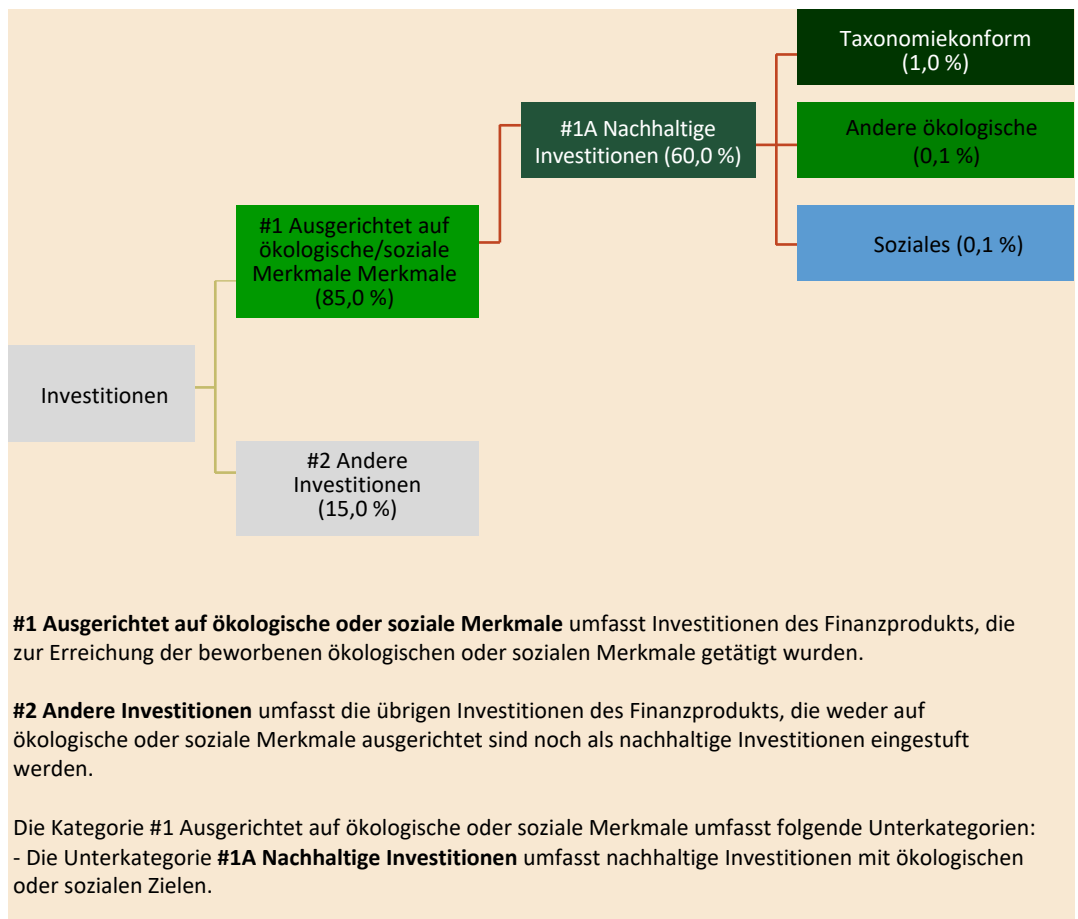 Taxonomiekonform
(1,0 %)
#1A Nachhaltige
Investitionen (60,0 %)
Andere ökologische
(0,1 %)
#1 Ausgerichtet auf
ökologische/soziale
Merkmale Merkmale
(85,0 %)
Soziales (0,1 %)
Investitionen
#2 Andere
Investitionen
(15,0 %)
#1 Ausgerichtet auf ökologische oder soziale Merkmale umfasst Investitionen des Finanzprodukts, die
zur Erreichung der beworbenen ökologischen oder sozialen Merkmale getätigt wurden.
#2 Andere Investitionen umfasst die übrigen Investitionen des Finanzprodukts, die weder auf
ökologische oder soziale Merkmale ausgerichtet sind noch als nachhaltige Investitionen eingestuft
werden.
Die Kategorie #1 Ausgerichtet auf ökologische oder soziale Merkmale umfasst folgende Unterkategorien:
- Die Unterkategorie #1A Nachhaltige Investitionen umfasst nachhaltige Investitionen mit ökologischen
oder sozialen Zielen.